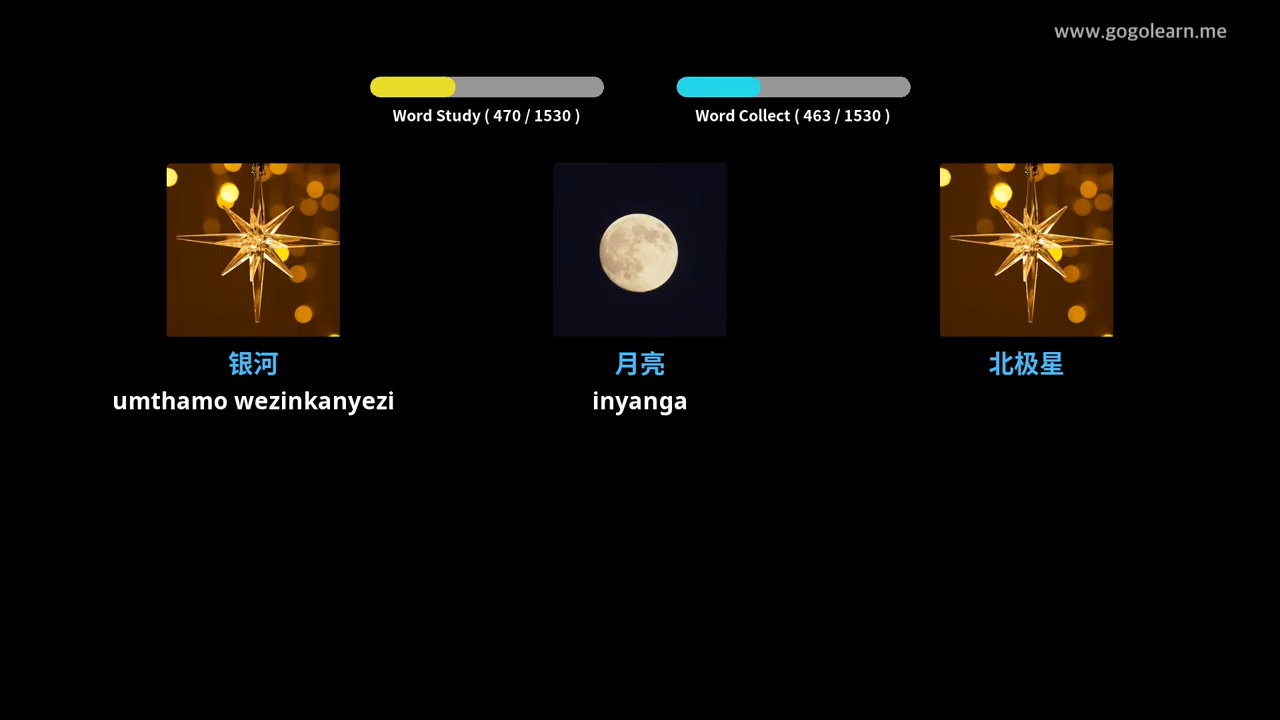 www.gogolearn.me
Word Study ( 470 / 1530 )
Word Collect ( 463 / 1530 )
银河
umthamo wezinkanyezi
月亮
inyanga
北极星